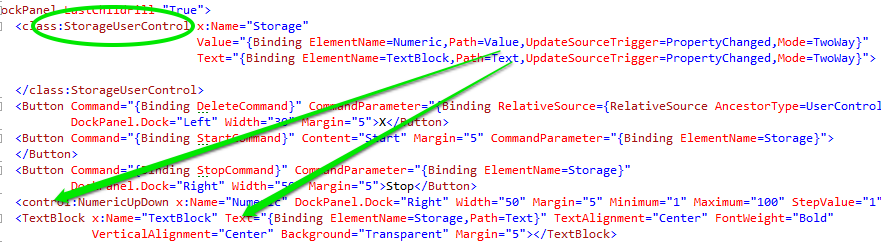 ockPanel LastChildFill "True">
<class:StorageUserControl x:Name="Storage"
Value="{Binding ElementName=Numeric,Path=Value,UpdateSourceTrigger=PropertyChanged,Mode=TwoWay}"
Text="{Binding ElementName=TextBlock,Path=Text,UpdateSourceTrigger=PropertyChanged,Mode=TwoWay}">
</class:StorageUserControl>
<Button Command="{Binding DeleteCommand}" CommandParameter="{Binding RelativeSource={RelativeSource AncestorType=UserControl
DockPanel.Dock="Left" Width="30" Margin="5">X</Button>
<Button Command="{Binding StartCommand}" Content="Start" Margin="5" CommandParameter="{Binding ElementName=Storage}">
</Button>
<Button Command="{Binding StopCommand}" CommandParameter="{Binding ElementName=Storage}"
DockPanel.Dock="Right" Width="50" Margin="5">Stop</Button>
<control:NumericUpDown x:Name="Numeric" DockPanel.Dock="Right" Width="50" Margin="5" Minimum="1" Maximum="100" StepValue="1"
<TextBlock x:Name="TextBlock" Text="{Binding ElementName=Storage,Path=Text}" TextAlignment="Center" FontWeight="Bold"
VerticalAlignment="Center" Background="Transparent" Margin="5"></TextBlock>